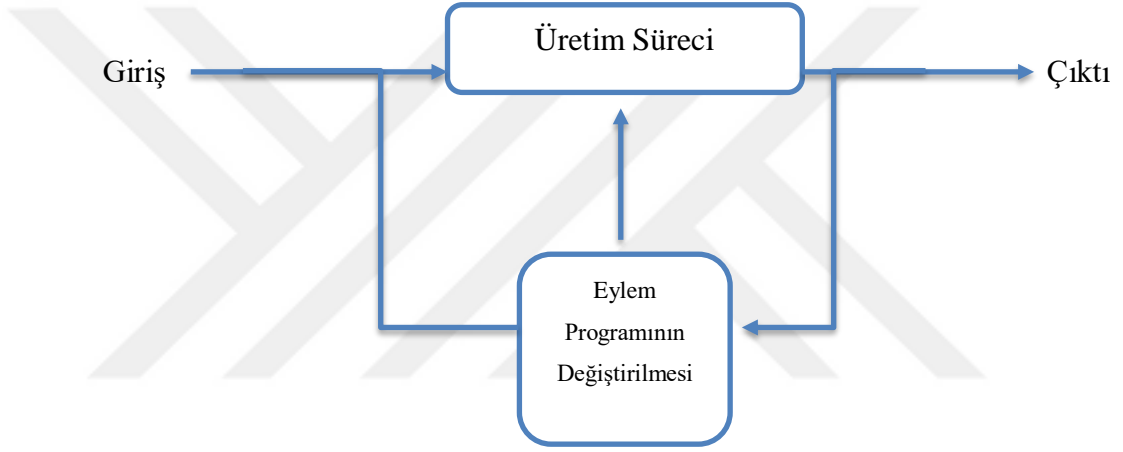 Üretim Süreci
Giriş
Çıktı
Eylem
Programının
Değiştirilmesi